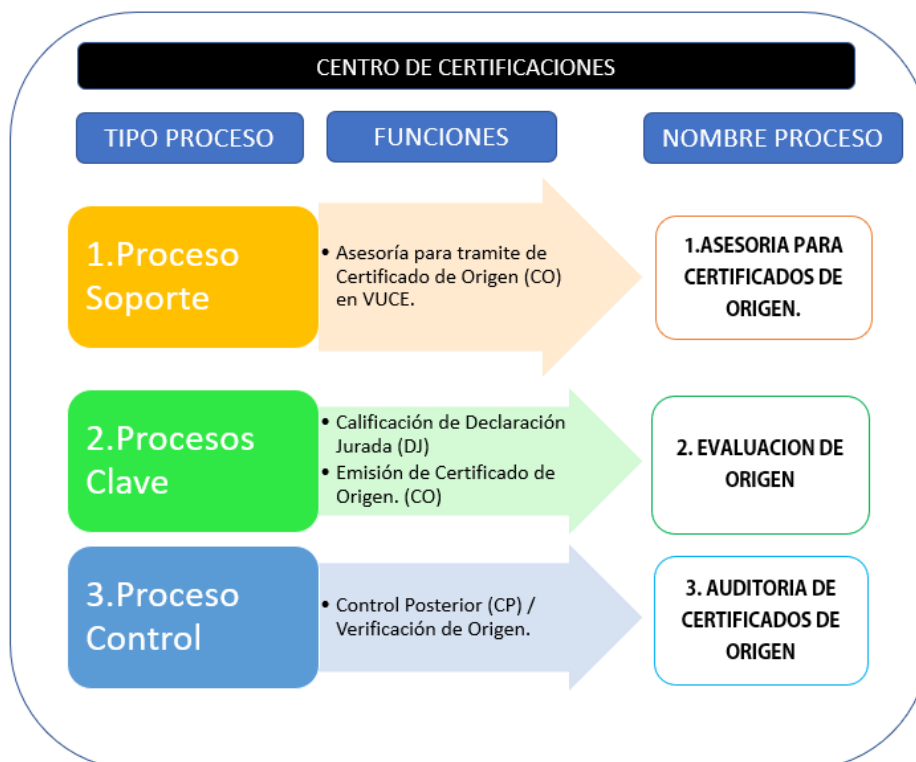 CENTRO DE CERTIFICACIONES
TIPO PROCESO
FUNCIONES
NOMBRE PROCESO
1.Proceso
Soporte
• Asesoría para tramite de
Certificado de Origen (CO)
en VUCE.
1.ASESORIA PARA
CERTIFICADOS DE
ORIGEN.
2.Procesos
Clave
• Calificación de Declaración
Jurada (DJ)
• Emisión de Certificado de
Origen. (CO)
2. EVALUACION DE
ORIGEN
3.Proceso
Control
• Control Posterior (CP) /
Verificación de Origen.
3. AUDITORIA DE
CERTIFICADOS DE
ORIGEN